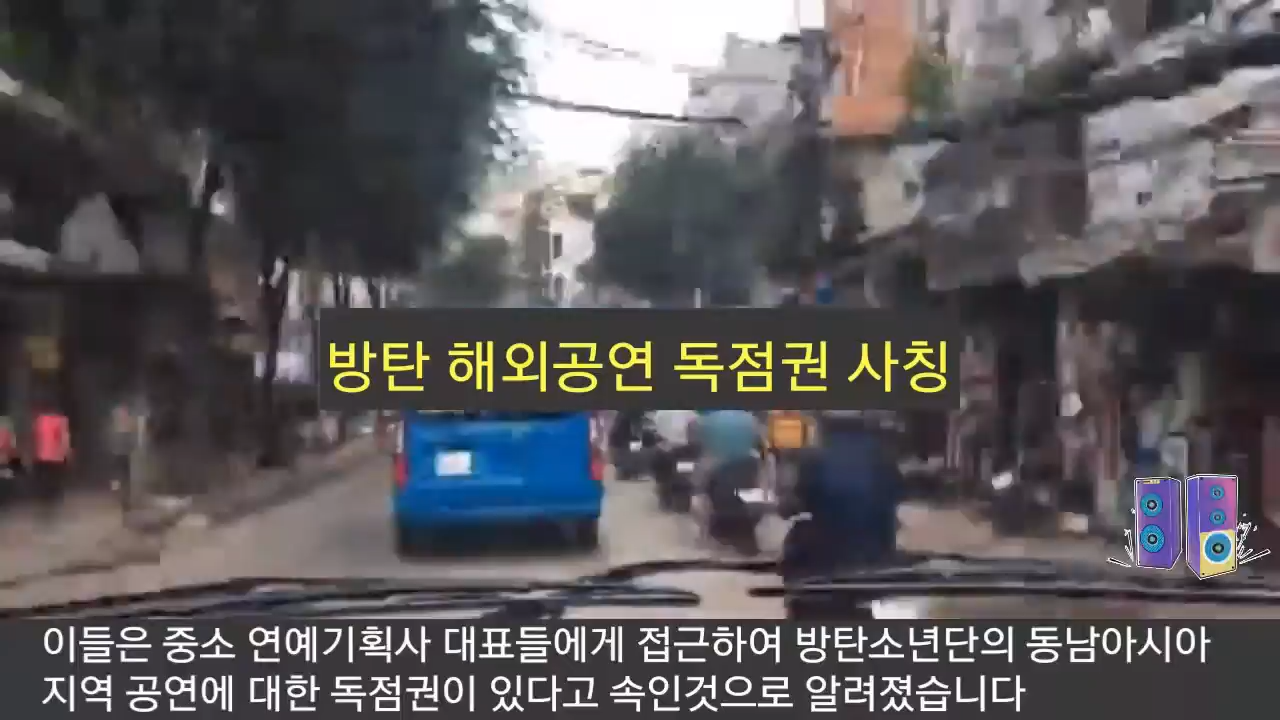 방탄 해외공연 독점권 사칭
이들은 중소 연예기획사 대표들에게 접근하여 방탄소년단의 동남아시아
지역 공연에 대한 독점권이 있다고 속인것으로 알려졌습니다